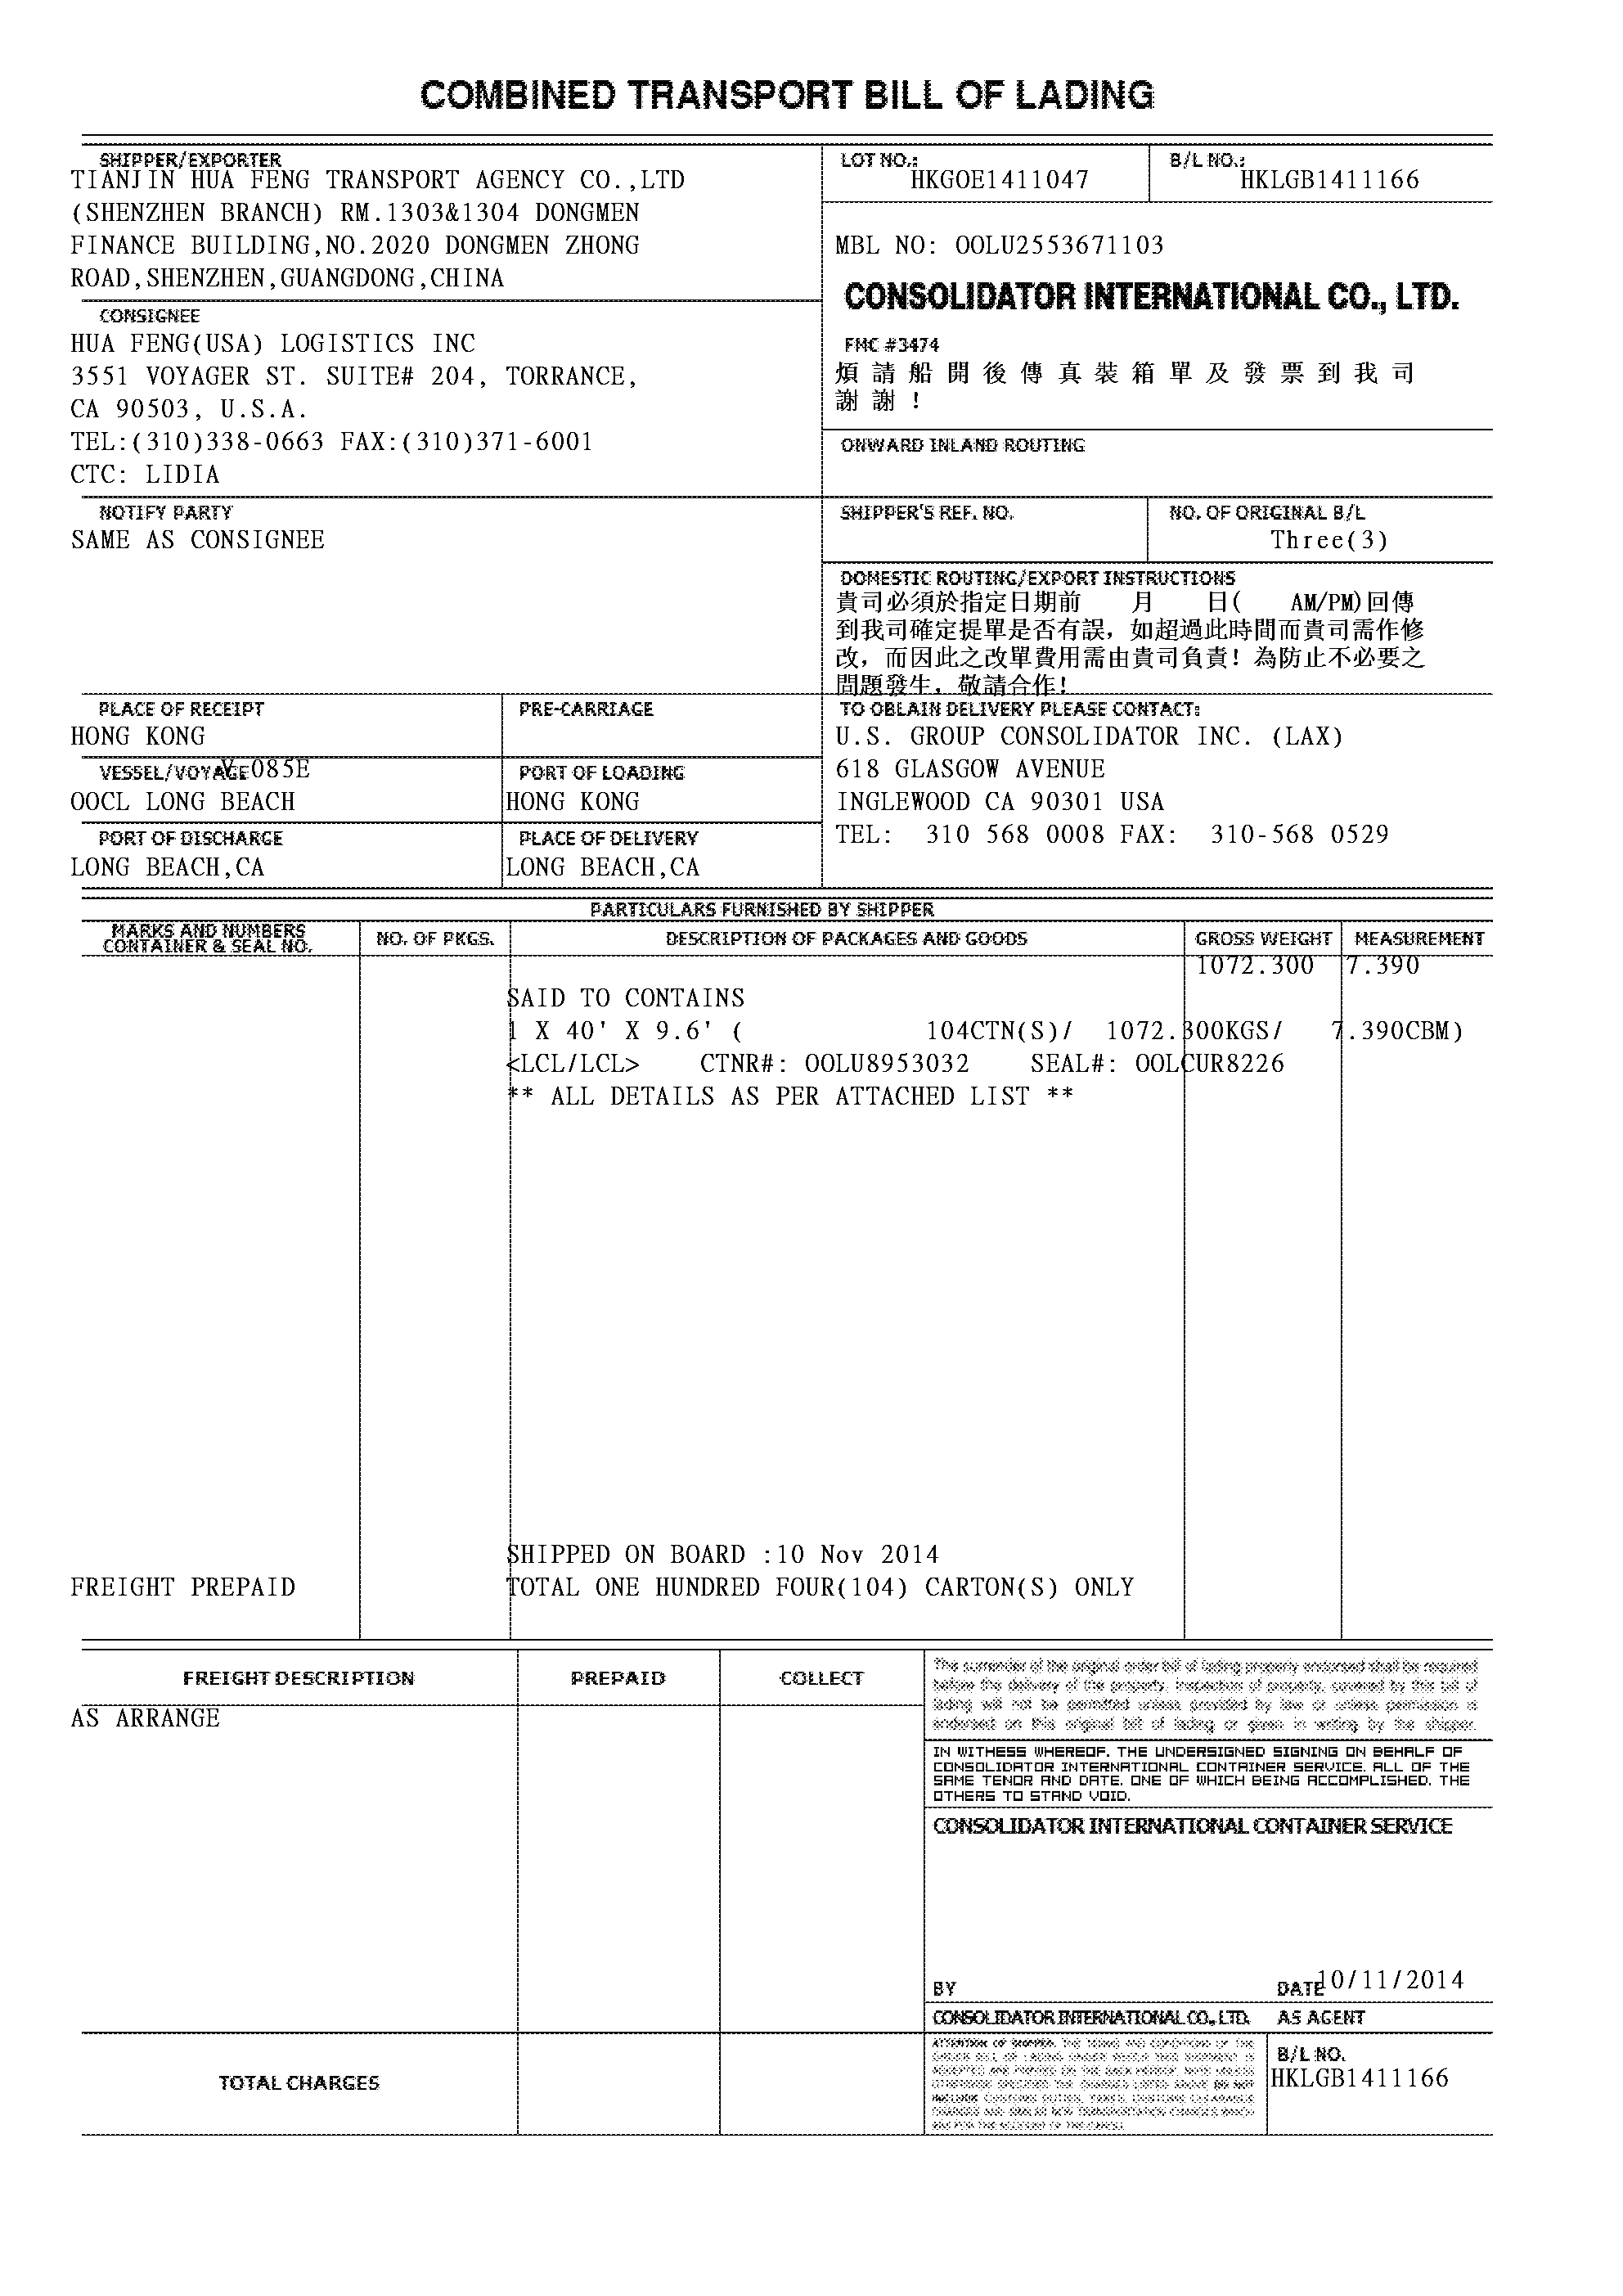 COMBINED TRANSPORT BILL OF LADING
SHIPPER/EXPORTER
TIANJIN HUA FENG TRANSPORT AGENCY CO.,LTD
(SHENZHEN BRANCH) RM.1303&1304 DONGMEN
FINANCE BUILDING,NO.2020 DONGMEN ZHONG
ROAD,SHENZHEN,GUANGDONG,CHINA
LOT NO.:
HKGOE1411047
B/L NO.:
HKLGB1411166
MBL NO: OOLU2553671103
CONSOLIDATOR INTERNATIONAL CO., LTD.
FMC #3474
煩請船開後傳真裝箱單及發票到我司
謝謝!
CONSIGNEE
HUA FENG(USA) LOGISTICS INC
3551 VOYAGER ST. SUITE# 204, TORRANCE,
CA 90503, U.S.A.
TEL:(310)338-0663 FAX:(310)371-6001
CTC: LIDIA
ONWARD INLAND ROUTING
NOTIFY PARTY
SAME AS CONSIGNEE
SHIPPER'S REF. NO.
NO. OF ORIGINAL B/L
Three(3)
DOMESTIC ROUTING/EXPORT INSTRUCTIONS
貴司必須於指定日期前 月 日( AM/PM)回傳
到我司確定提單是否有誤, 如超過此時間而貴司需作修
改, 而因此之改單費用需由貴司負責! 為防止不必要之
問題發生, 敬請合作!
PLACE OF RECEIPT
HONG KONG
PRE-CARRIAGE
VESSEL/VOYAGE V.085E
OOCL LONG BEACH
PORT OF LOADING
HONG KONG
PORT OF DISCHARGE
LONG BEACH,CA
PLACE OF DELIVERY
LONG BEACH,CA
TO OBLAIN DELIVERY PLEASE CONTACT:
U.S. GROUP CONSOLIDATOR INC. (LAX)
618 GLASGOW AVENUE
INGLEWOOD CA 90301 USA
TEL: 310 568 0008 FAX: 310-568 0529
PARTICULARS FURNISHED BY SHIPPER
MARKS AND NUMBERS
CONTAINER & SEAL NO.
NO. OF PKGS.
DESCRIPTION OF PACKAGES AND GOODS
GROSS WEIGHT
MEASUREMENT
1072.300 7.390
SAID TO CONTAINS
1 X 40' X 9.6' ( 104CTN(S)/ 1072.300KGS/ 7.390CBM)
<LCL/LCL> CTNR#: OOLU8953032 SEAL#: OOLCUR8226
** ALL DETAILS AS PER ATTACHED LIST **
SHIPPED ON BOARD :10 Nov 2014
FREIGHT PREPAID TOTAL ONE HUNDRED FOUR(104) CARTON(S) ONLY
FREIGHT DESCRIPTION
PREPAID
COLLECT
AS ARRANGE
The surrender of the original order bill of lading properly endorsed shall be required
before the delivery of the property. Inspection of property. covered by the bill of
lading will not be permitted unless provided by law or unless permission is
endorsed on this original bill of lading or given in writing by the shipper.
IN WITHESS WHEREOF. THE UNDERSIGNED SIGNING ON BEHALF OF
CONSOLIDATOR INTERNATIONAL CONTAINER SERVICE. ALL OF THE
SAME TENOR AND DATE. ONE OF WHICH BEING ACCOMPLISHED. THE
OTHERS TO STAND VOID.
CONSOLIDATOR INTERNATIONAL CONTAINER SERVICE
BY
DATE 10/11/2014
CONSOLIDATOR INTERNATIONAL CO., LTD. AS AGENT
TOTAL CHARGES
B/L NO.
HKLGB1411166